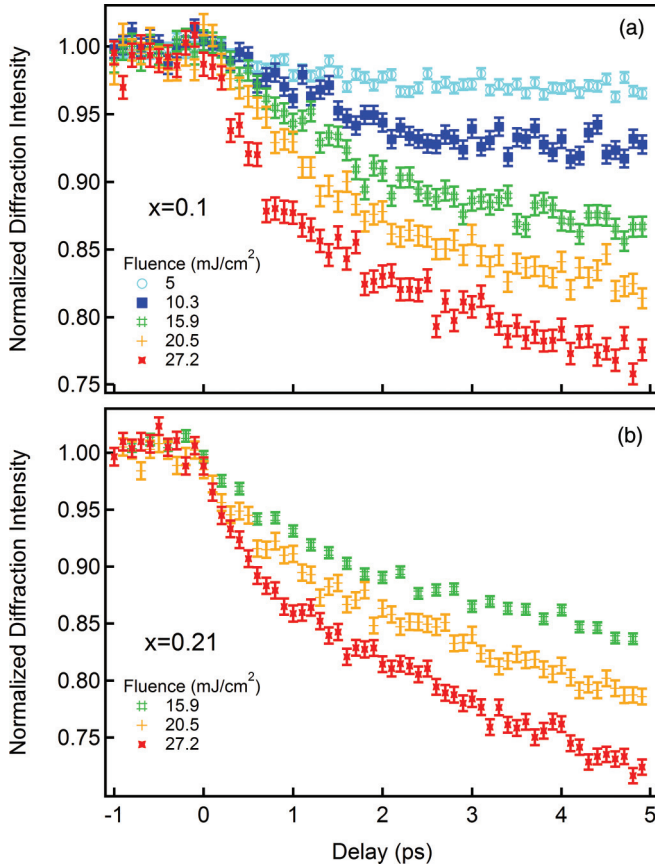 (a)
1.00
0.95
0.90
0.85
0.80
0.75
Normalized Diffraction Intensity
x=0.1
Fluence (mJ/cm²)
5
10.3
15.9
20.5
27.2
(b)
1.00
0.95
0.90
0.85
0.80
0.75
Normalized Diffraction Intensity
x=0.21
Fluence (mJ/cm²)
15.9
20.5
27.2
-1 0 1 2 3 4 5
Delay (ps)